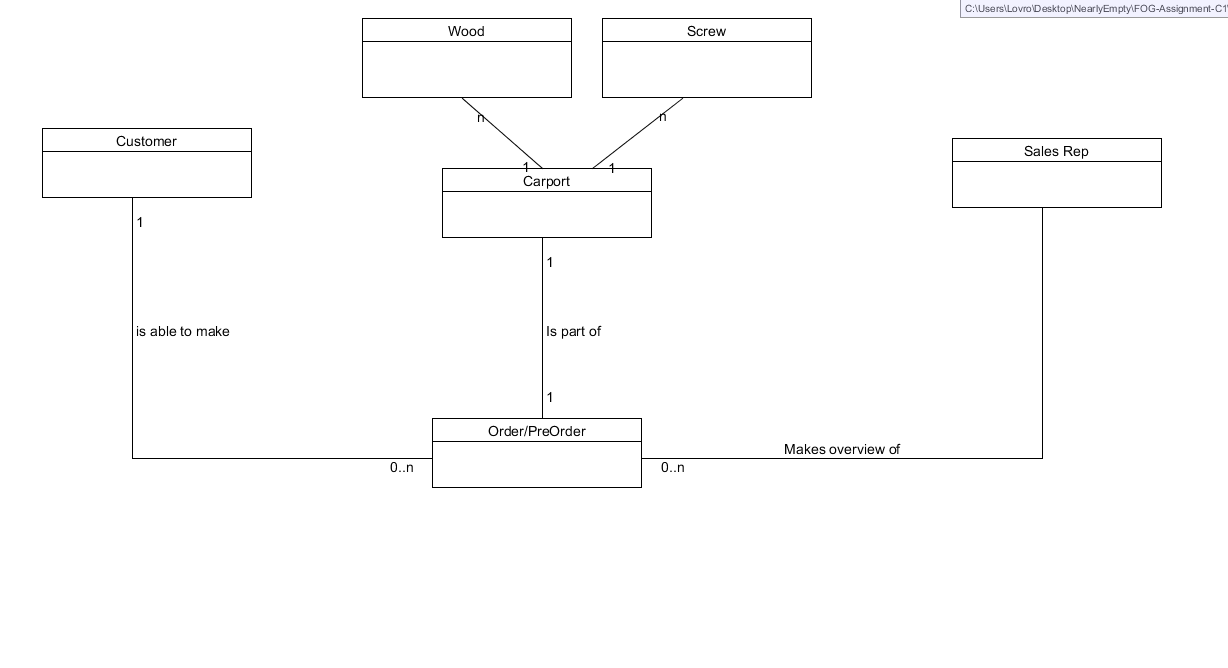 C:\Users\Lovro\Desktop\NearlyEmpty\FOG-Assignment-C1
Wood
Screw
n
n
Customer
Sales Rep
1
1
Carport
1
1
is able to make
Is part of
1
Order/PreOrder
Makes overview of
0..n
0..n